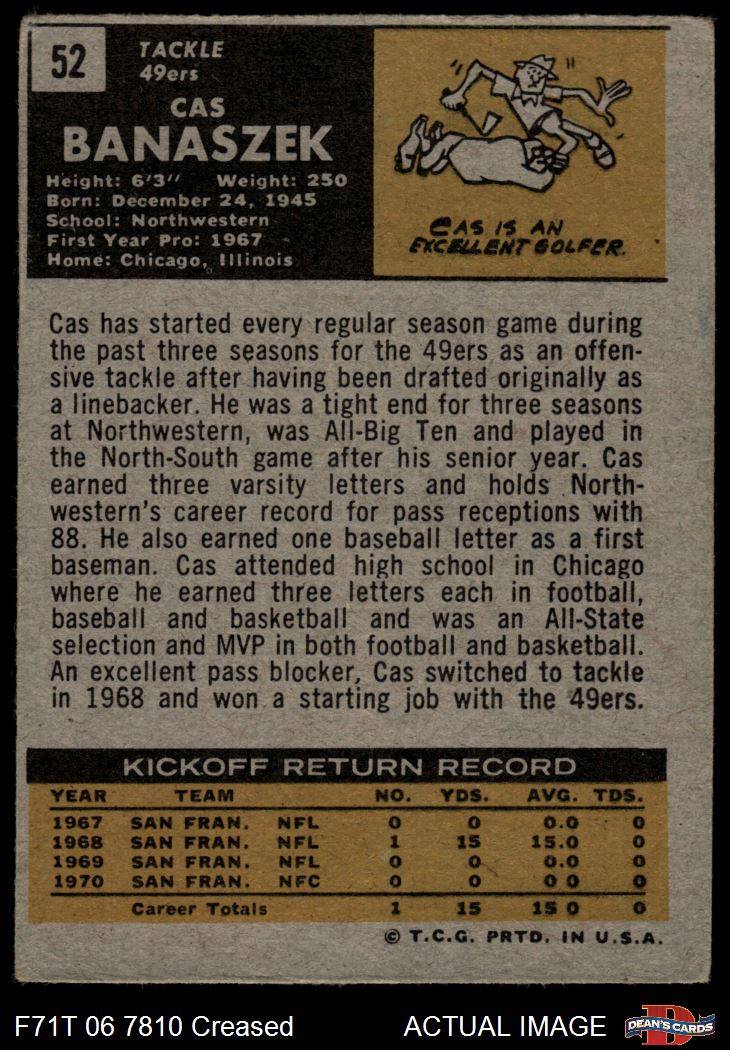 52
TACKLE
49ers
CAS
BANASZEK
Height: 6'3" Weight: 250
Born: December 24, 1945
School: Northwestern
First Year Pro: 1967
Home: Chicago, Illinois
CAS IS AN
EXCELLENT GOLFER.
Cas has started every regular season game during
the past three seasons for the 49ers as an offen-
sive tackle after having been drafted originally as
a linebacker. He was a tight end for three seasons
at Northwestern, was All-Big Ten and played in
the North-South game after his senior year. Cas
earned three varsity letters and holds North-
western's career record for pass receptions with
88. He also earned one baseball letter as a first
baseman. Cas attended high school in Chicago
where he earned three letters each in football,
baseball and basketball and was an All-State
selection and MVP in both football and basketball.
An excellent pass blocker, Cas switched to tackle
in 1968 and won a starting job with the 49ers.
KICKOFF RETURN RECORD
YEAR TEAM NO. YDS. AVG. TDS.
1967 SAN FRAN. NFL 0 0 0.0 0
1968 SAN FRAN. NFL 1 15 15.0 0
1969 SAN FRAN. NFL 0 0 0.0 0
1970 SAN FRAN. NFC 0 0 0 0 0
Career Totals 1 15 15 0 0
© T.C.G. PRTD. IN U.S.A.
F71T 06 7810 Creased ACTUAL IMAGE
DEAN'S CARDS